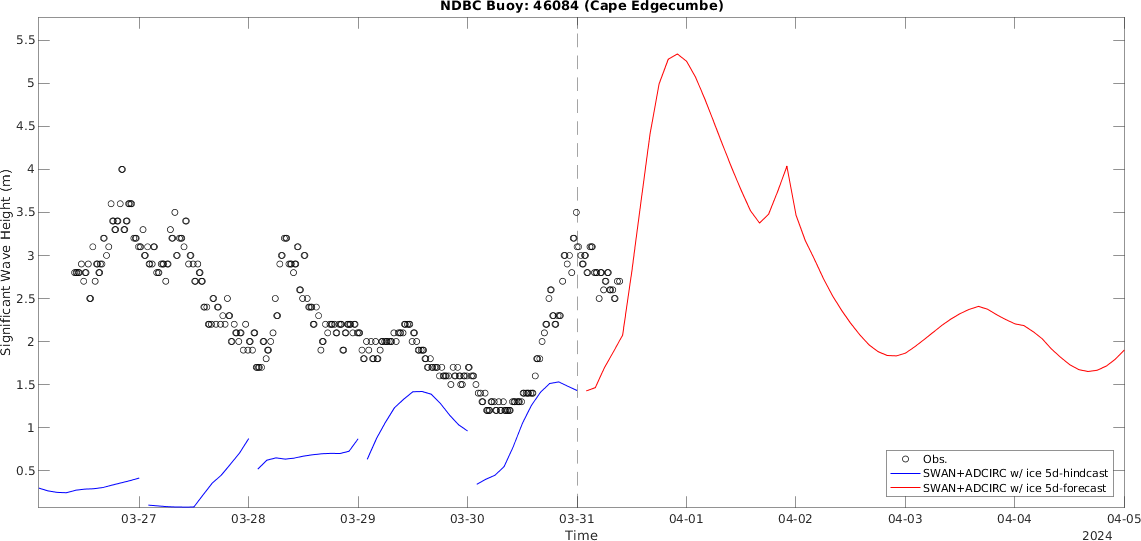 NDBC Buoy: 46084 (Cape Edgecumbe)
Significant Wave Height (m)
5.5
5
4.5
4
3.5
3
2.5
2
1.5
1
0.5
Obs.
SWAN+ADCIRC w/ ice 5d-hindcast
SWAN+ADCIRC w/ ice 5d-forecast
03-27 03-28 03-29 03-30 03-31 04-01 04-02 04-03 04-04 04-05
Time
2024